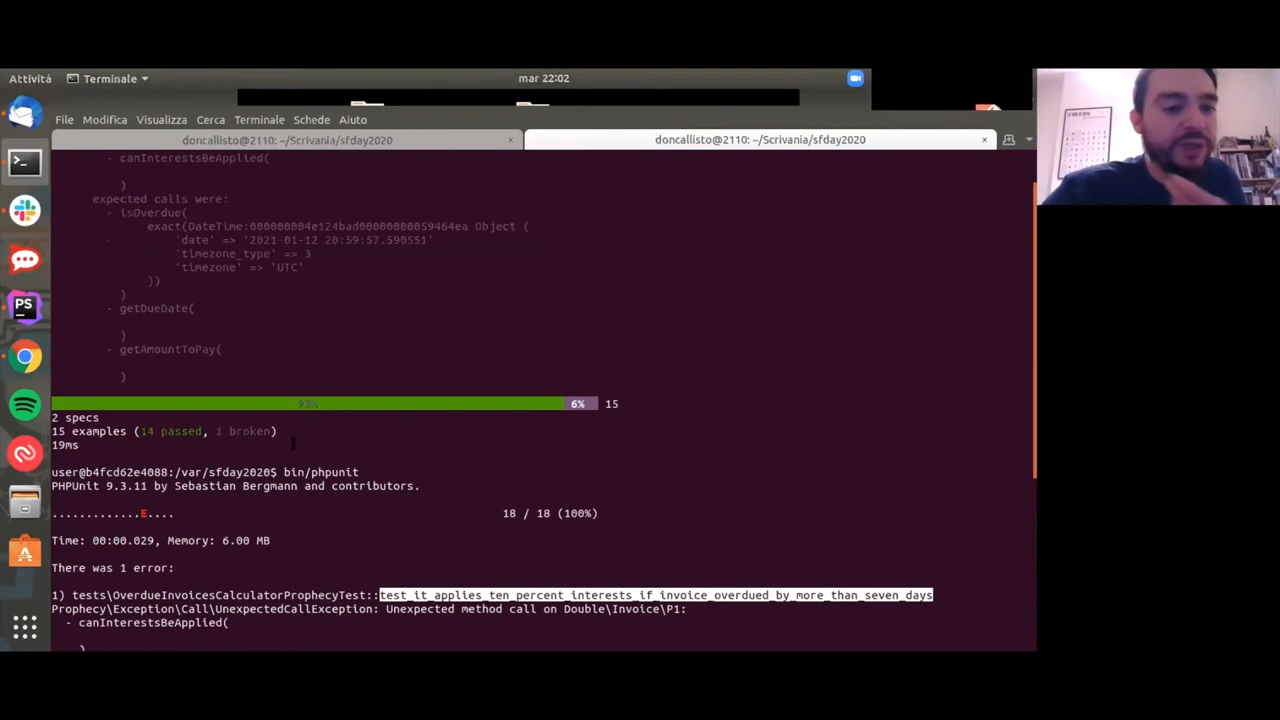 Attività
Terminale
mar 22:02
File Modifica Visualizza Cerca Terminale Schede Aiuto
doncallisto@2110: ~/Scrivania/sfday2020 ×
doncallisto@2110: ~/Scrivania/sfday2020 ×
- canInterestsBeApplied(
)
expected calls were:
- isOverdue(
exact(DateTime:000000004e124bad0000000059464ea Object (
'date' => '2021-01-12 20:59:57.590551'
'timezone_type' => 3
'timezone' => 'UTC'
))
)
- getDueDate(
)
- getAmountToPay(
)
93% 6% 15
2 specs
15 examples (14 passed, 1 broken)
19ms
user@b4fcd62e4088:/var/sfday2020$ bin/phpunit
PHPUnit 9.3.11 by Sebastian Bergmann and contributors.
.............E.... 18 / 18 (100%)
Time: 00:00.029, Memory: 6.00 MB
There was 1 error:
1) tests\OverdueInvoicesCalculatorProphecyTest::test_it_applies_ten_percent_interests_if_invoice_overdued_by_more_than_seven_days
Prophecy\Exception\Call\UnexpectedCallException: Unexpected method call on Double\Invoice\P1:
- canInterestsBeApplied(
)
PS